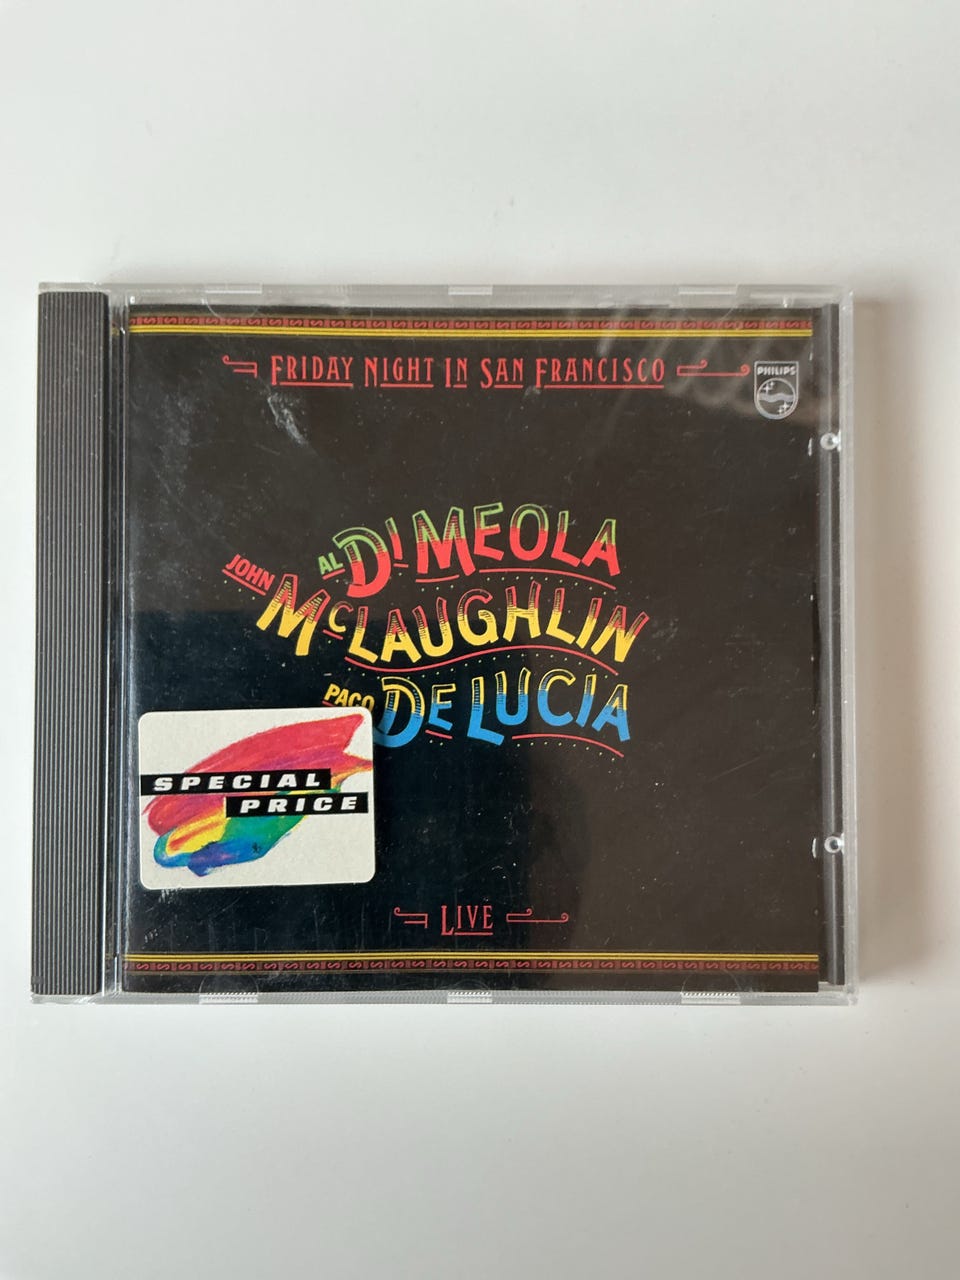 FRIDAY NIGHT IN SAN FRANCISCO
PHILIPS
AL DI MEOLA
JOHN McLAUGHLIN
PACO DE LUCIA
SPECIAL
PRICE
LIVE